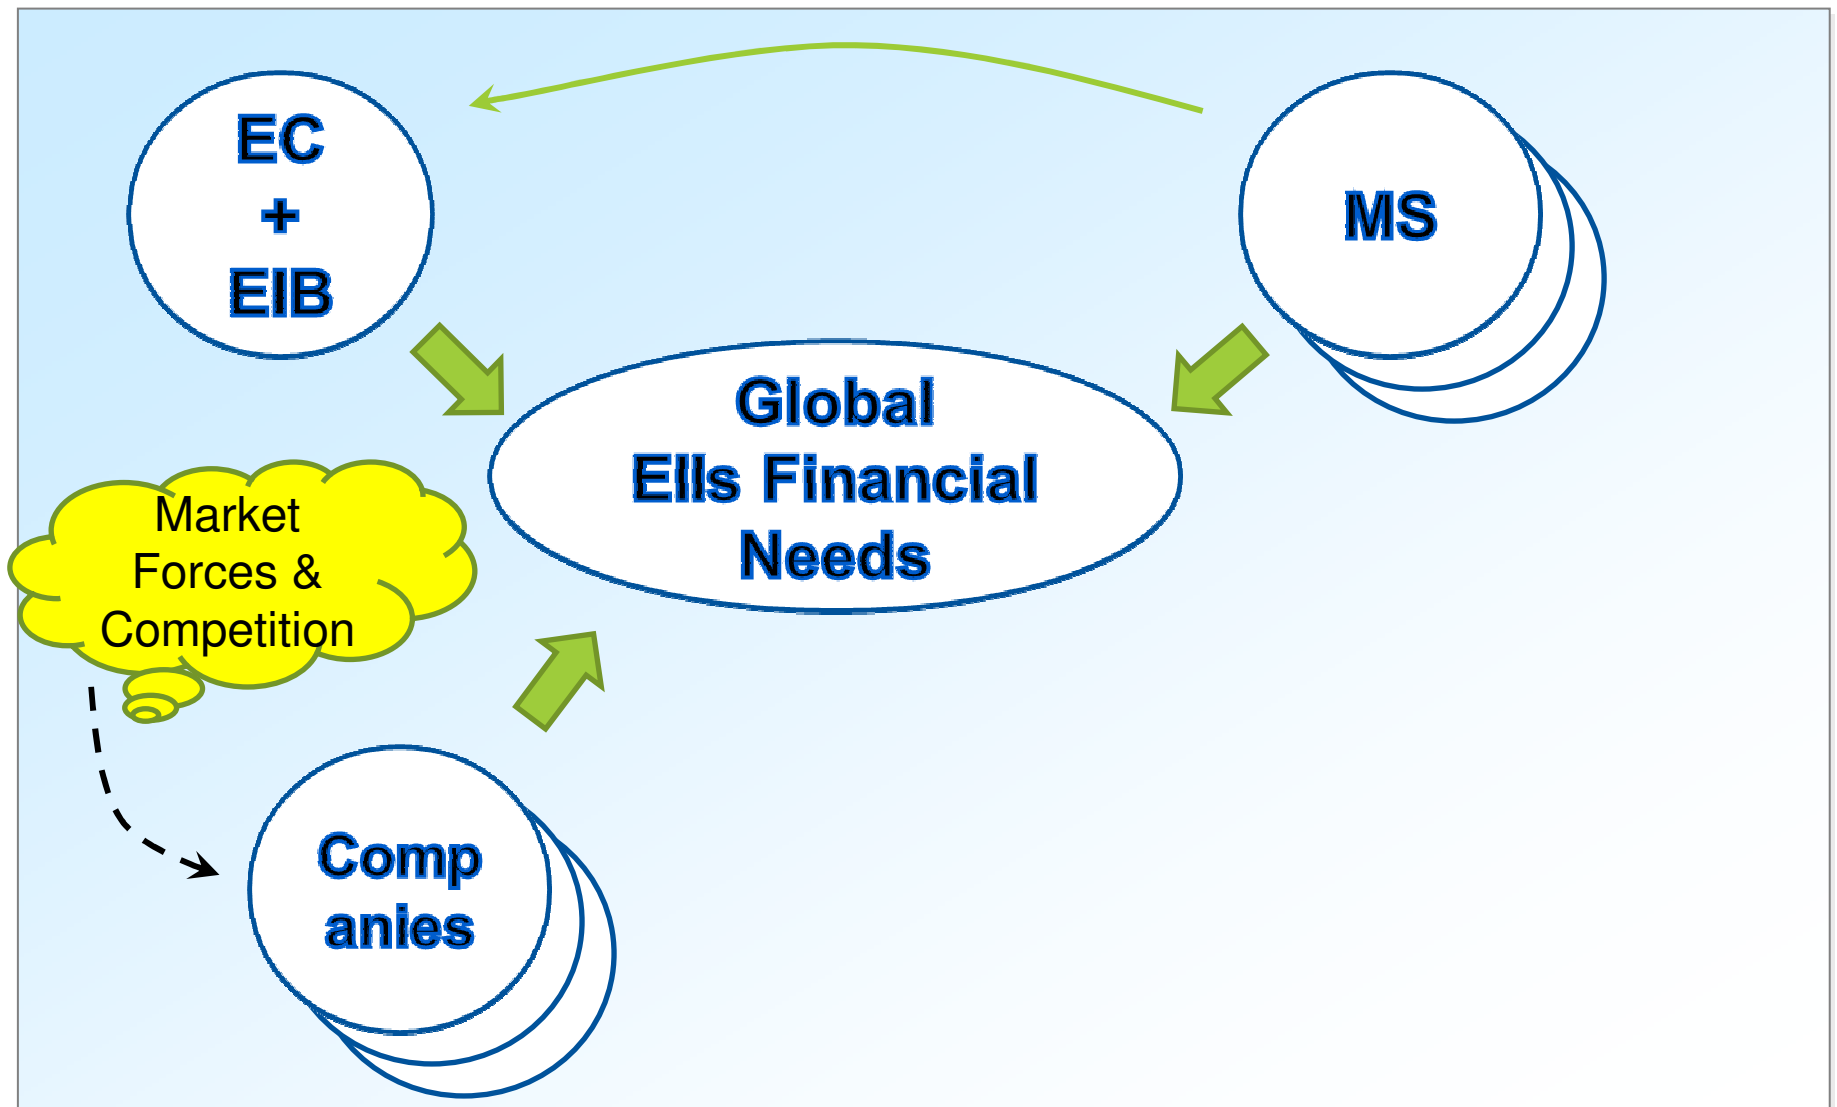 EC
+
EIB
MS
Global
EIIs Financial
Needs
Market
Forces &
Competition
Comp
anies